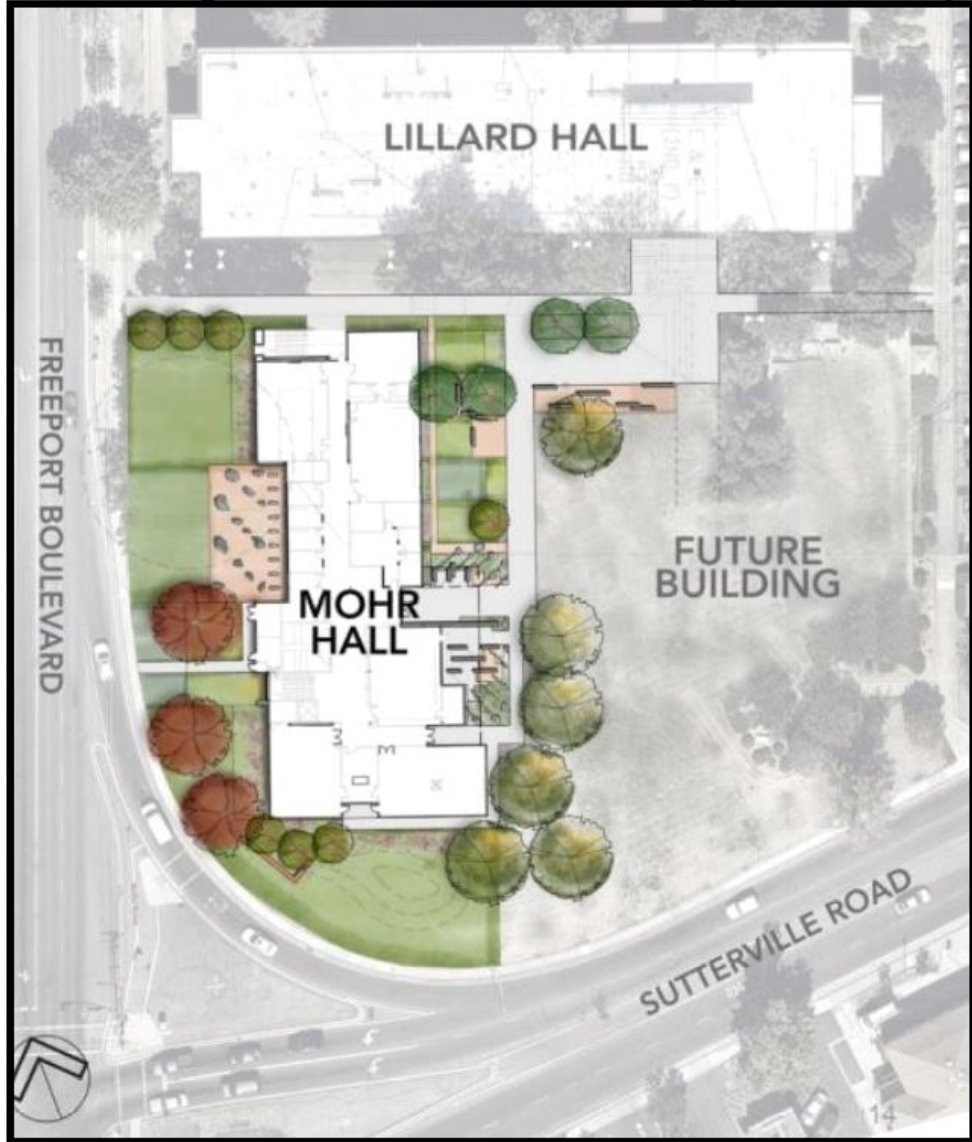 LILLARD HALL
FREEPORT BOULEVARD
MOHR
HALL
FUTURE
BUILDING
SUTTERVILLE ROAD
14